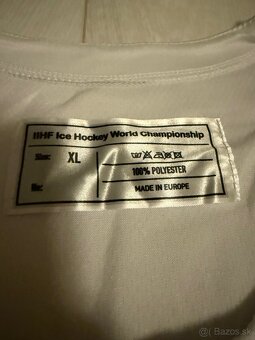 IIHF Ice Hockey World Championship
Size: XL
100% POLYESTER
No:
MADE IN EUROPE
Bazos.sk